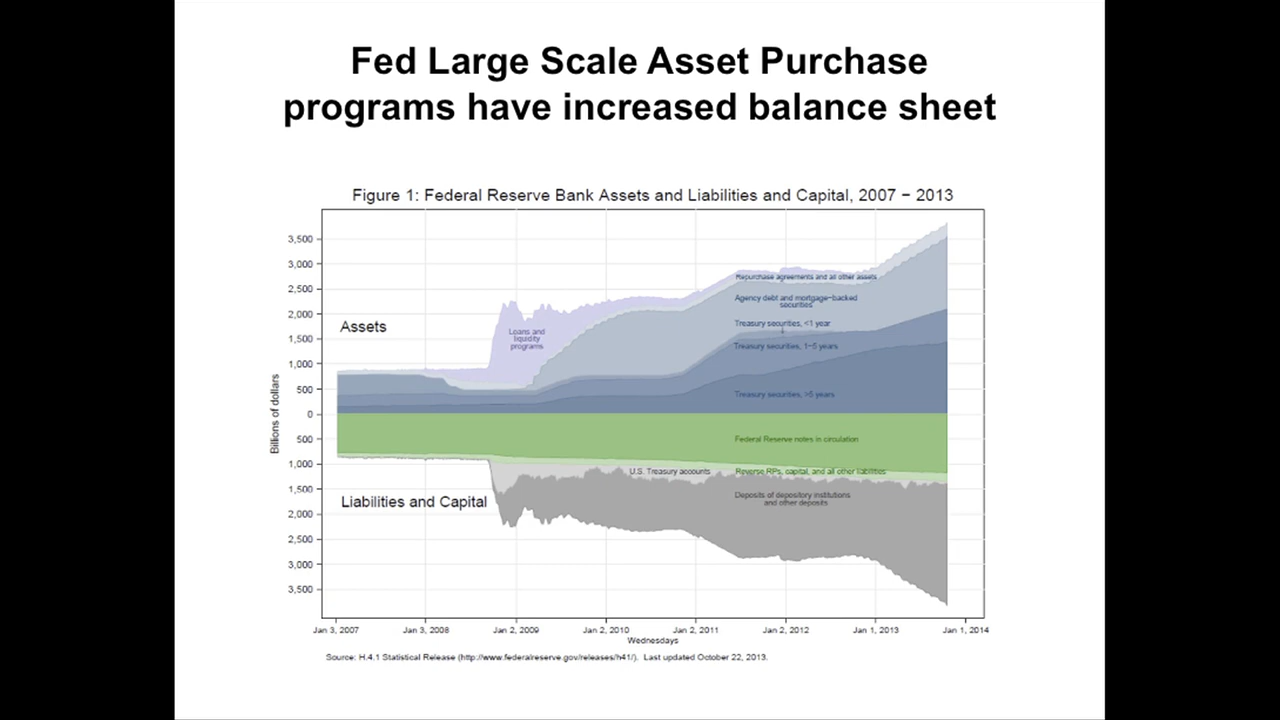 Fed Large Scale Asset Purchase
programs have increased balance sheet
Figure 1: Federal Reserve Bank Assets and Liabilities and Capital, 2007 − 2013
3,500
3,000
2,500
2,000
1,500
1,000
500
0
500
1,000
1,500
2,000
2,500
3,000
3,500
Billions of dollars
Assets
Loans and
liquidity
programs
Repurchase agreements and all other assets
Agency debt and mortgage−backed
securities
Treasury securities, <1 year
Treasury securities, 1−5 years
Treasury securities, >5 years
Federal Reserve notes in circulation
U.S. Treasury accounts
Reverse RPs, capital, and all other liabilities
Liabilities and Capital
Deposits of depository institutions
and other deposits
Jan 3, 2007
Jan 3, 2008
Jan 2, 2009
Jan 2, 2010
Jan 2, 2011
Jan 2, 2012
Jan 1, 2013
Jan 1, 2014
Wednesdays
Source: H.4.1 Statistical Release (http://www.federalreserve.gov/releases/h41/). Last updated October 22, 2013.